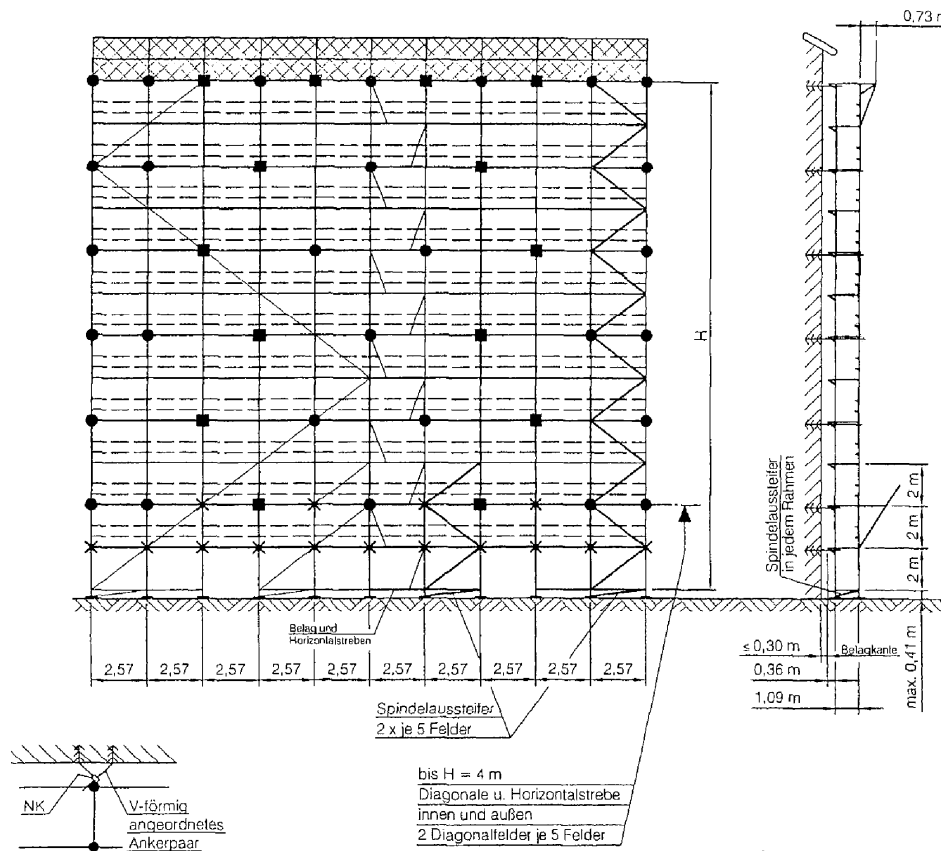 0,73 m
H
Spindelaussteifer
in jedem Rahmen
2 m
2 m
2 m
max. 0,41 m
Belag und
Horizontalstreben
≤ 0,30 m
Belagkante
0,36 m
1,09 m
2,57 2,57 2,57 2,57 2,57 2,57 2,57 2,57 2,57 2,57
Spindelaussteifer
2 x je 5 Felder
bis H = 4 m
Diagonale u. Horizontalstrebe
innen und außen
2 Diagonalfelder je 5 Felder
NK
V-förmig
angeordnetes
Ankerpaar